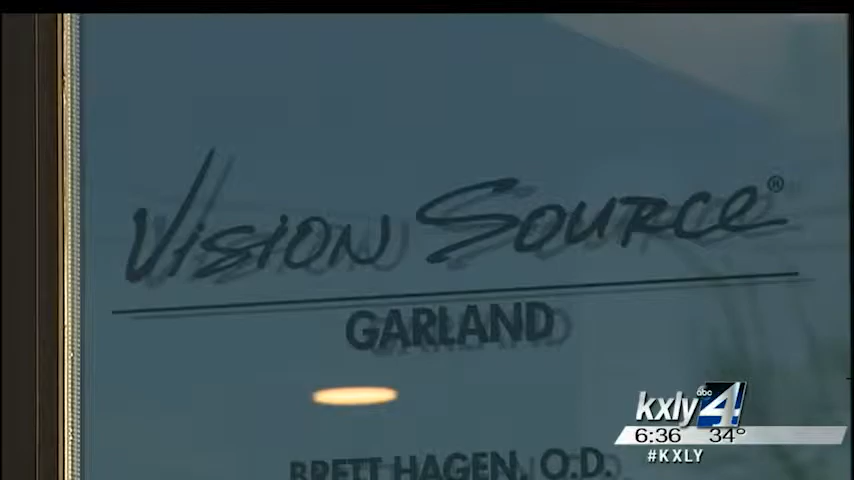 Vision Source®
GARLAND
BRETT HAGEN, O.D.
kxly abc 4
6:36 34°
#KXLY